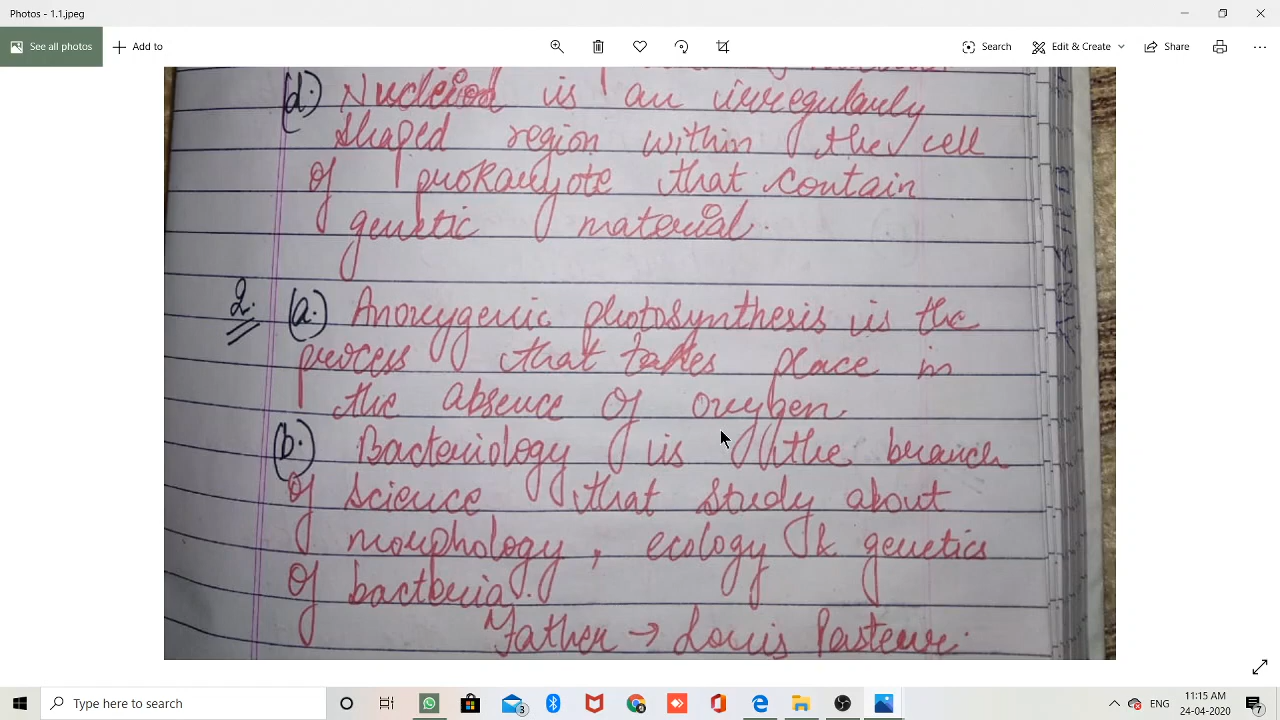 Photos - 1.1.jpeg
See all photos
Add to
Search
Edit & Create
Share
(d.) Nucleiod is an irregularly
shaped region within the cell
of prokaryote that contain
genetic material.
2. (a.) Anoxygenic photosynthesis is the
process that takes place in
the absence of oxygen.
(b.) Bacteriology is the branch
of science that study about
morphology, ecology & genetics
of bacteria.
Father → Louis Pasteur.
Type here to search
3
ENG
11:15 AM
24-04-2020
7